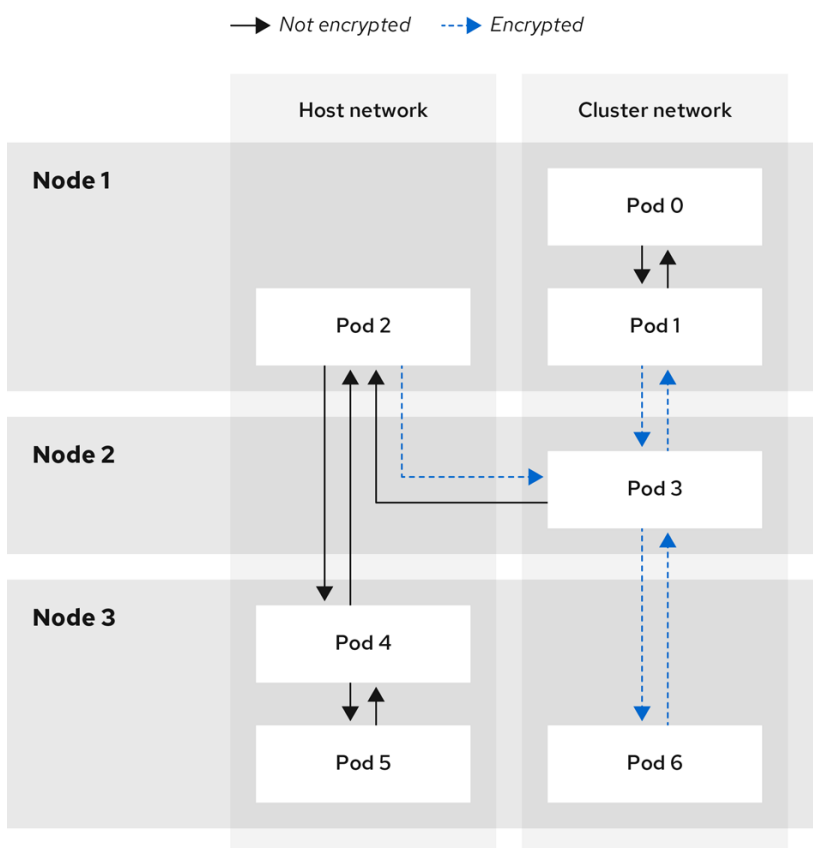 Not encrypted
Encrypted
Host network
Cluster network
Node 1
Pod 0
Pod 2
Pod 1
Node 2
Pod 3
Node 3
Pod 4
Pod 5
Pod 6